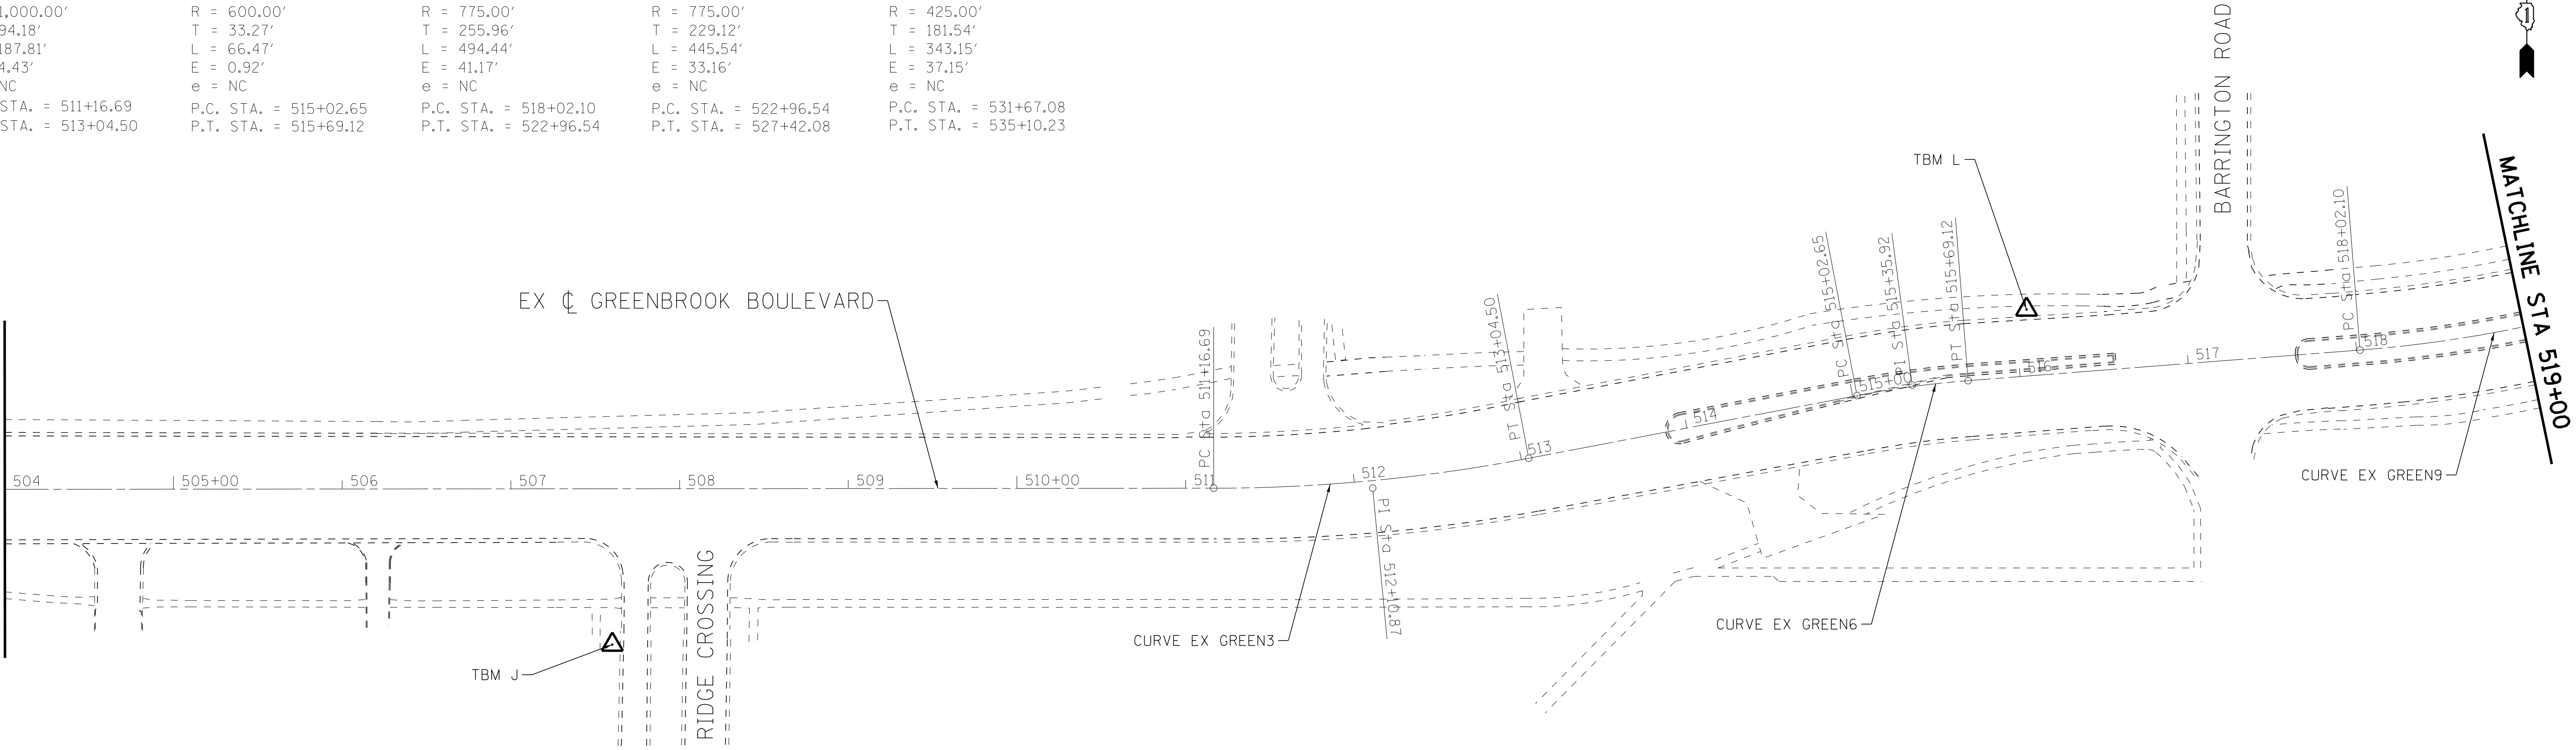 1,000.00'
94.18'
187.81'
4.43'
NC
STA. = 511+16.69
STA. = 513+04.50
R = 600.00'
T = 33.27'
L = 66.47'
E = 0.92'
e = NC
P.C. STA. = 515+02.65
P.T. STA. = 515+69.12
R = 775.00'
T = 255.96'
L = 494.44'
E = 41.17'
e = NC
P.C. STA. = 518+02.10
P.T. STA. = 522+96.54
R = 775.00'
T = 229.12'
L = 445.54'
E = 33.16'
e = NC
P.C. STA. = 522+96.54
P.T. STA. = 527+42.08
R = 425.00'
T = 181.54'
L = 343.15'
E = 37.15'
e = NC
P.C. STA. = 531+67.08
P.T. STA. = 535+10.23
1
BARRINGTON ROAD
TBM L
MATCHLINE STA 519+00
EX ℄ GREENBROOK BOULEVARD
PC Sta 511+16.69
PT Sta 513+04.50
PC Sta 515+02.65
PI Sta 515+35.92
PT Sta 515+69.12
PC Sta 518+02.10
504
505+00
506
507
508
509
510+00
511
512
513
514
515+00
516
517
518
PI Sta 512+10.87
CURVE EX GREEN9
CURVE EX GREEN6
CURVE EX GREEN3
RIDGE CROSSING
TBM J